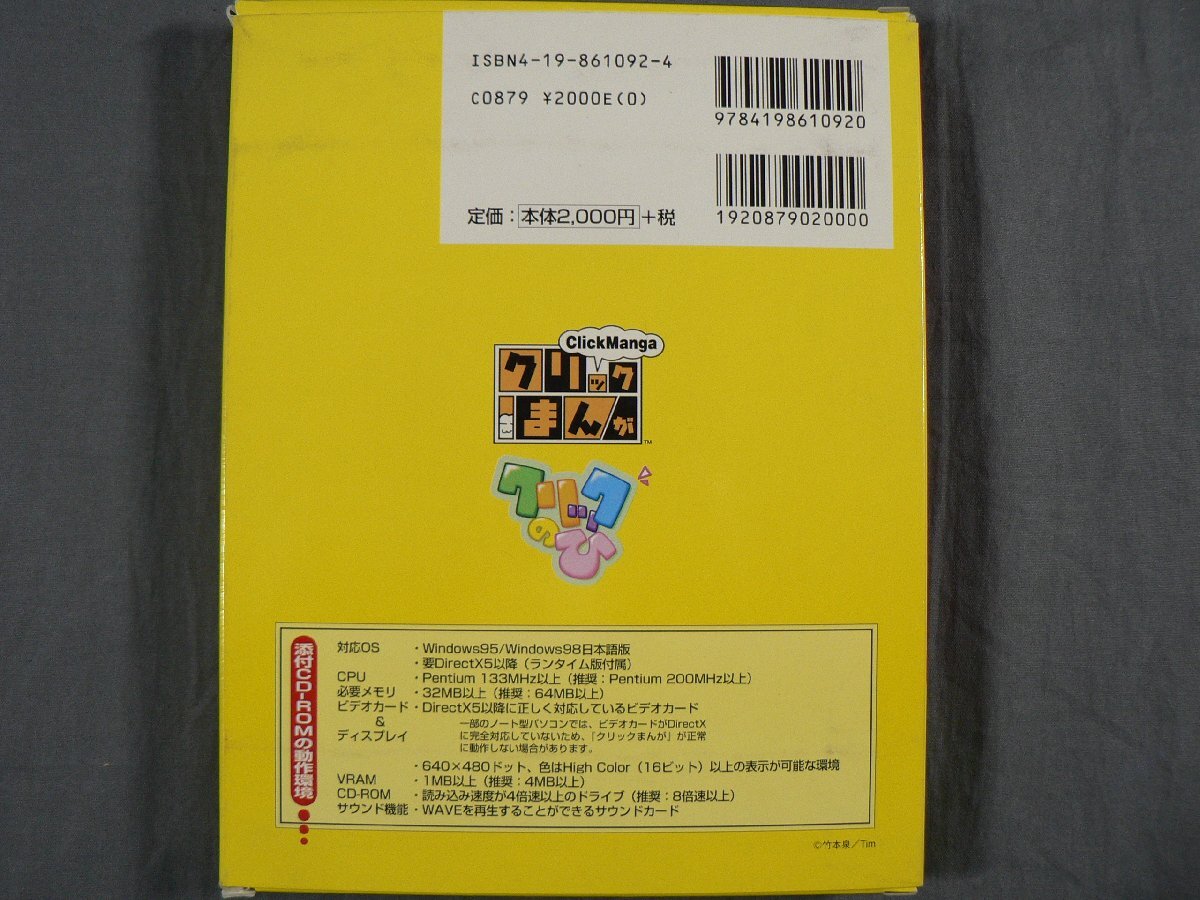 ISBN4-19-861092-4
C0879 ¥2000E(0)
9784198610920
定価：本体2,000円+税
1920879020000
ClickManga
クリック
まんが
™
クリック
のひ
添付CD-ROMの動作環境
対応OS ・Windows95/Windows98日本語版
・要DirectX5以降（ランタイム版付属）
CPU ・Pentium 133MHz以上（推奨：Pentium 200MHz以上）
必要メモリ ・32MB以上（推奨：64MB以上）
ビデオカード ・DirectX5以降に正しく対応しているビデオカード
& 一部のノート型パソコンでは、ビデオカードがDirectX
ディスプレイ に完全対応していないため、「クリックまんが」が正常
に動作しない場合があります。
・640×480ドット、色はHigh Color（16ビット）以上の表示が可能な環境
VRAM ・1MB以上（推奨：4MB以上）
CD-ROM ・読み込み速度が4倍速以上のドライブ（推奨：8倍速以上）
サウンド機能 ・WAVEを再生することができるサウンドカード
©竹本泉／Tim